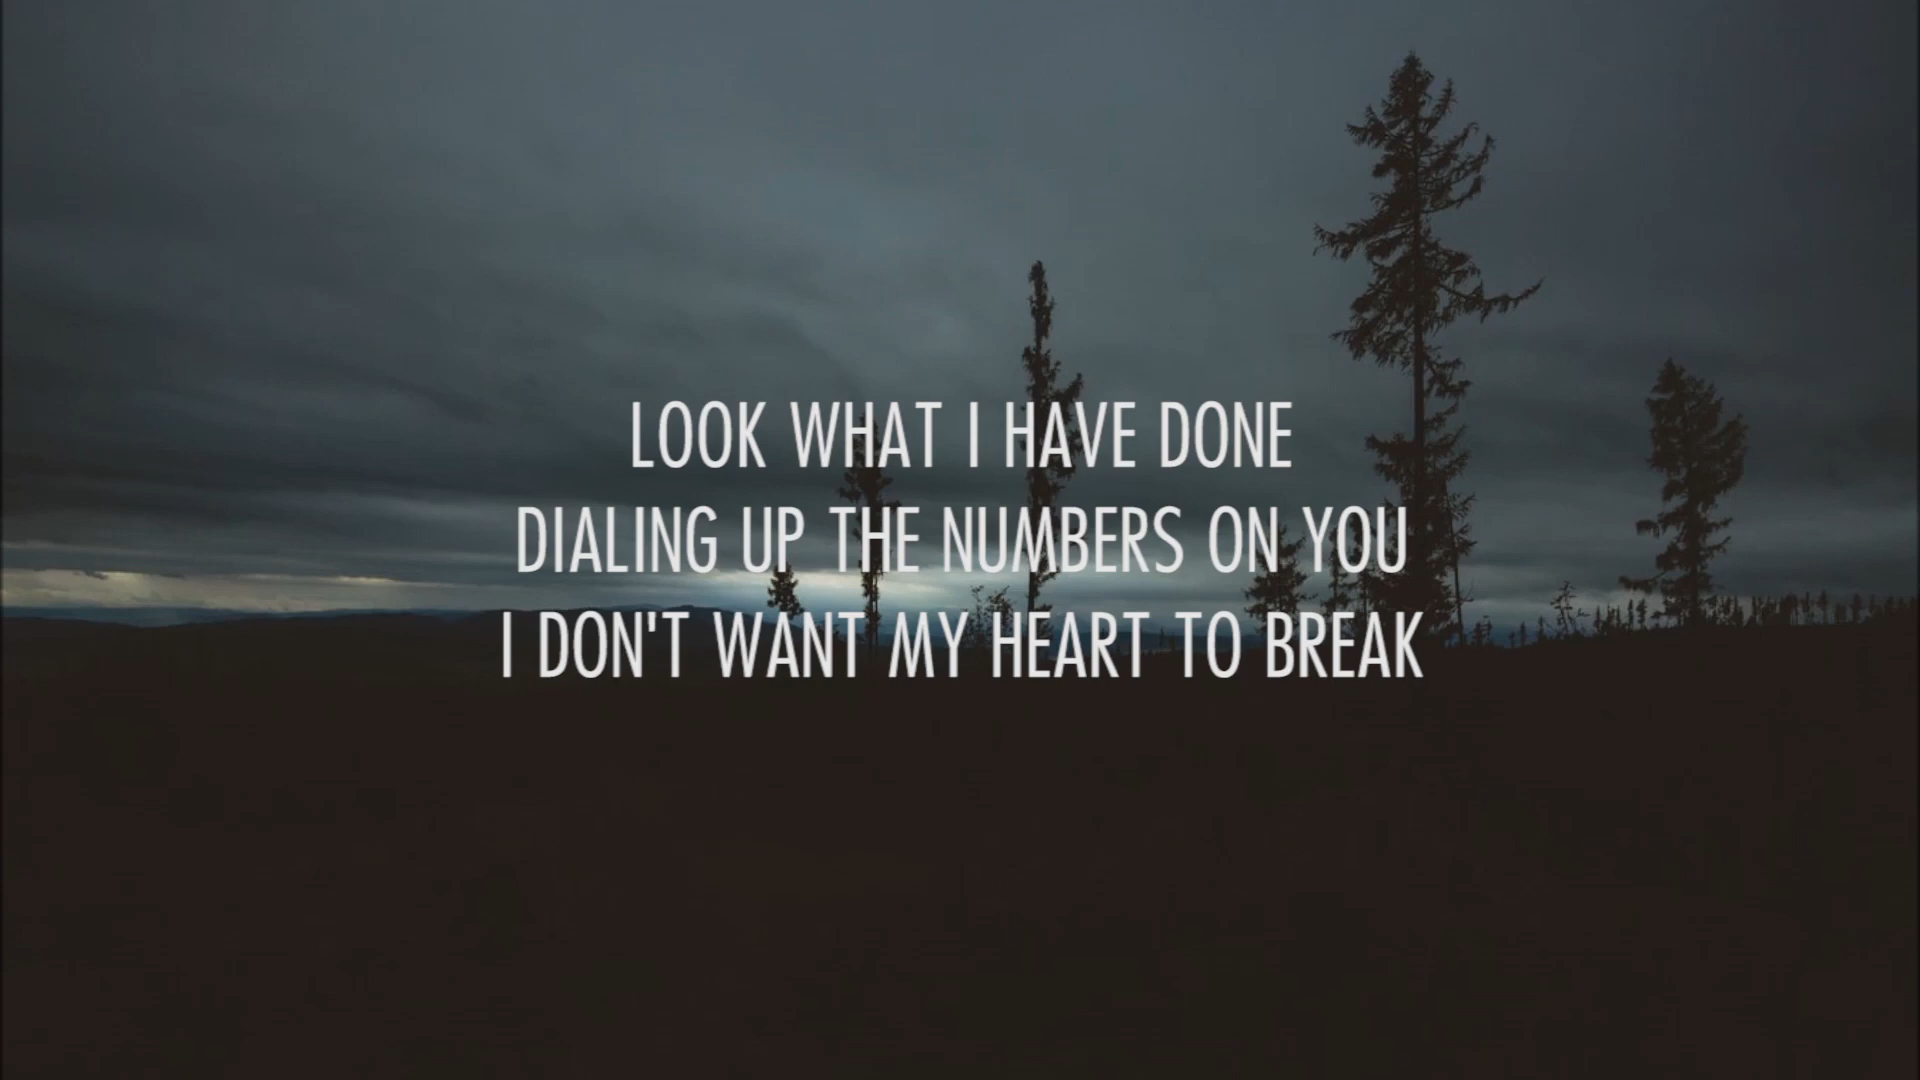 LOOK WHAT I HAVE DONE
DIALING UP THE NUMBERS ON YOU
I DON'T WANT MY HEART TO BREAK